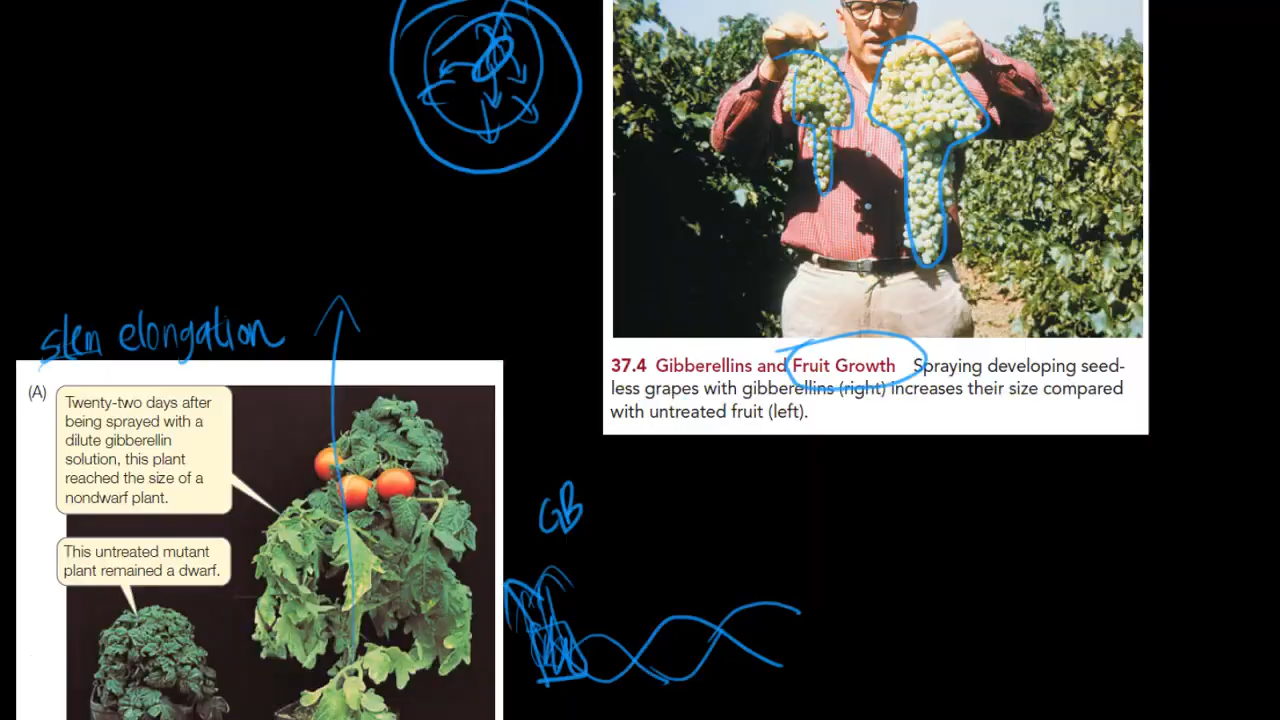 37.4 Gibberellins and Fruit Growth Spraying developing seed-
less grapes with gibberellins (right) increases their size compared
with untreated fruit (left).
stem elongation
(A)
Twenty-two days after
being sprayed with a
dilute gibberellin
solution, this plant
reached the size of a
nondwarf plant.
This untreated mutant
plant remained a dwarf.
GB